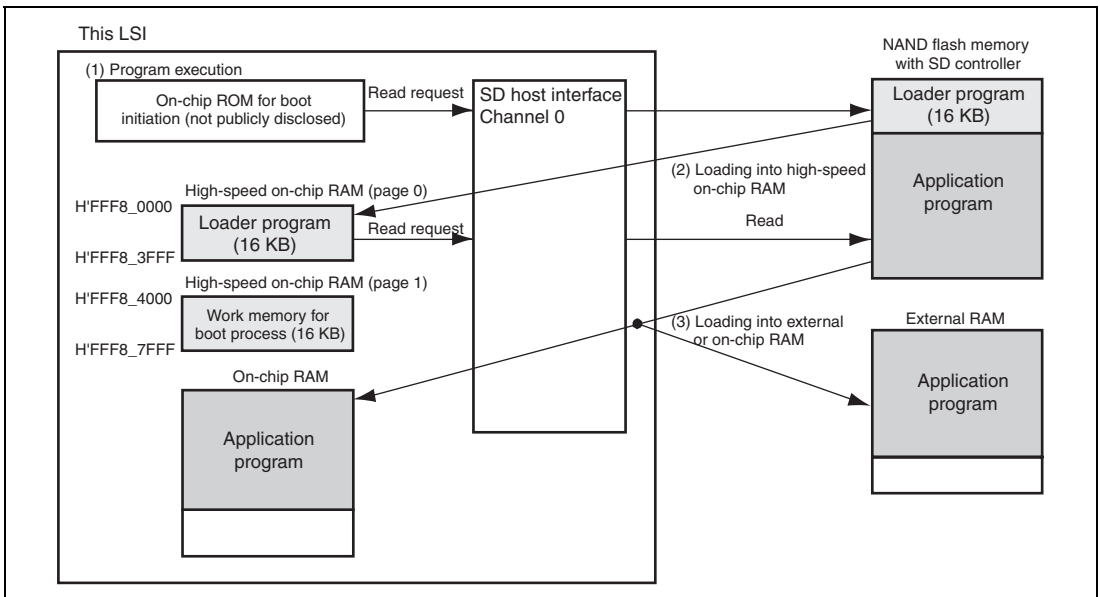 This LSI
(1) Program execution
On-chip ROM for boot
initiation (not publicly disclosed)
Read request
SD host interface
Channel 0
NAND flash memory
with SD controller
Loader program
(16 KB)
Application
program
(2) Loading into high-speed
on-chip RAM
High-speed on-chip RAM (page 0)
H'FFF8_0000
Loader program
(16 KB)
H'FFF8_3FFF
Read request
Read
High-speed on-chip RAM (page 1)
H'FFF8_4000
Work memory for
boot process (16 KB)
H'FFF8_7FFF
(3) Loading into external
or on-chip RAM
On-chip RAM
Application
program
External RAM
Application
program